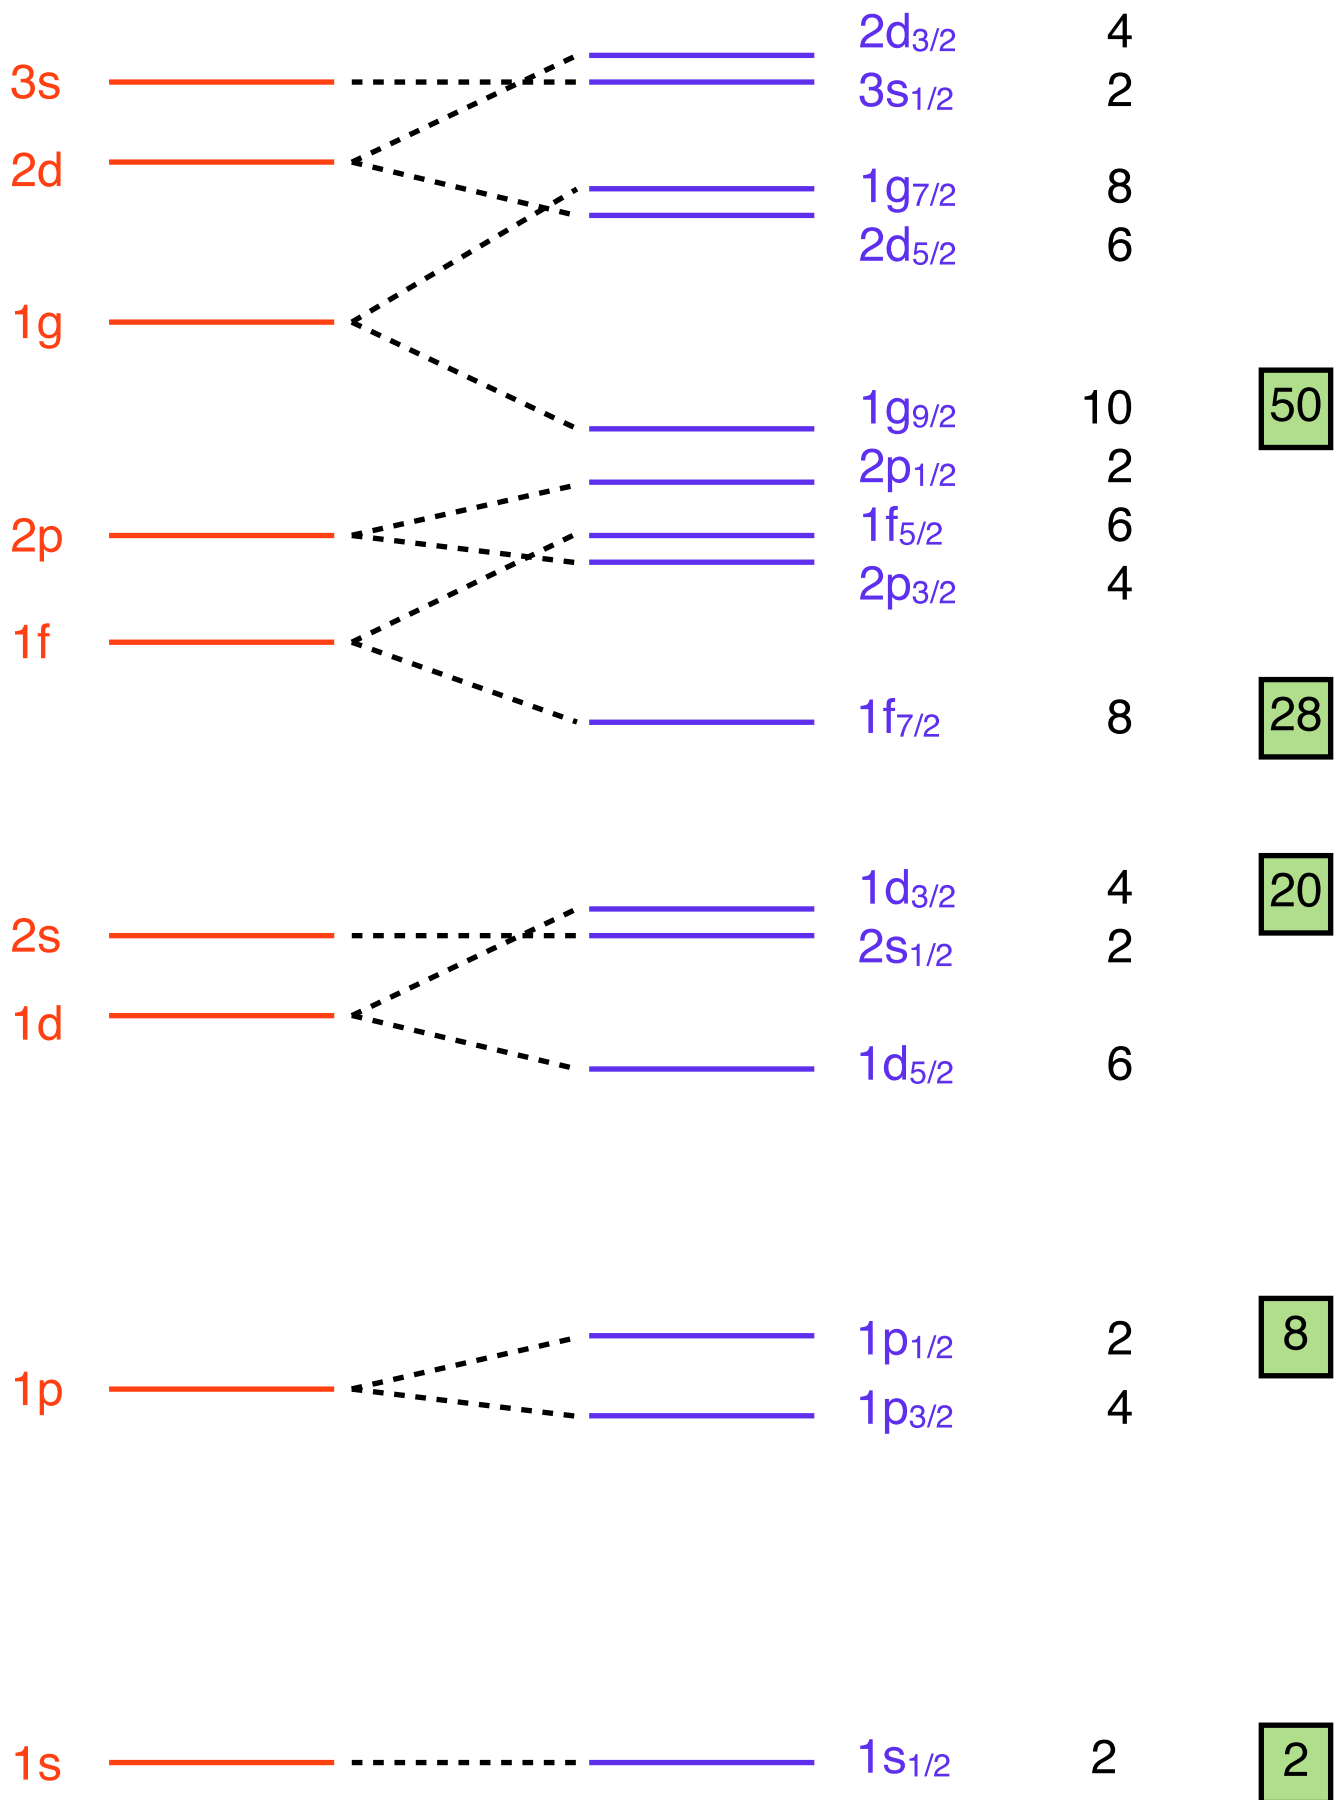 2d3/2 4
3s 3s1/2 2
2d
1g7/2 8
2d5/2 6
1g
1g9/2 10 50
2p1/2 2
2p 1f5/2 6
2p3/2 4
1f
1f7/2 8 28
1d3/2 4 20
2s 2s1/2 2
1d
1d5/2 6
1p1/2 2 8
1p
1p3/2 4
1s 1s1/2 2 2